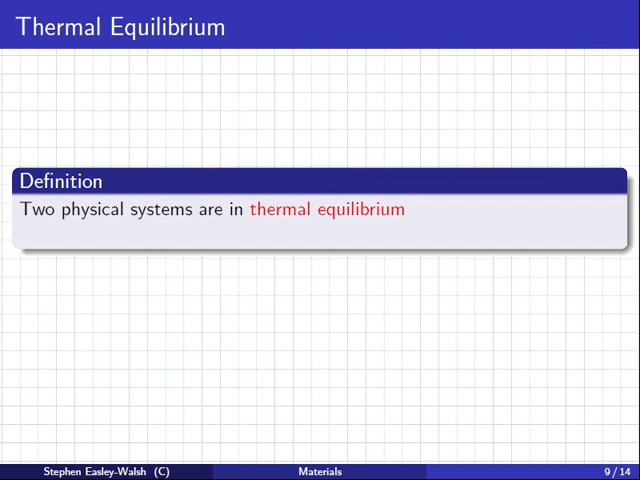 Thermal Equilibrium
Definition
Two physical systems are in thermal equilibrium
Stephen Easley-Walsh (C)
Materials
9 / 14